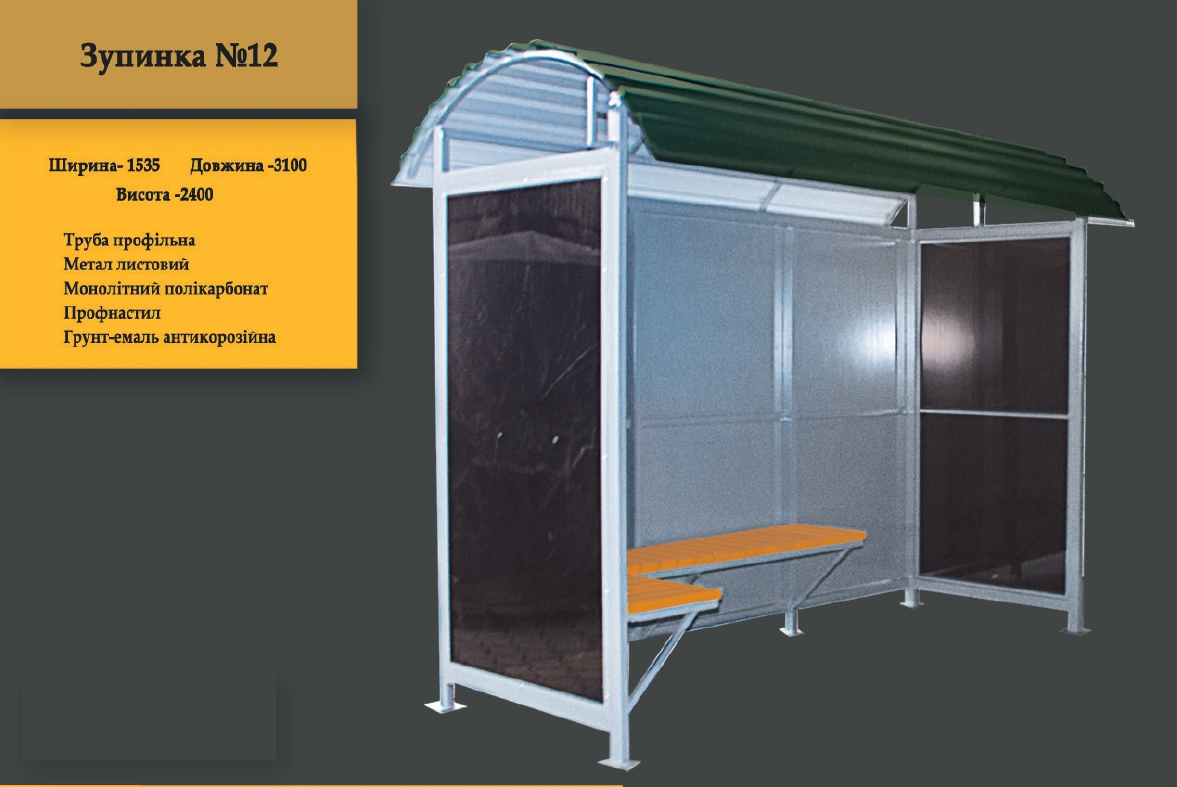 Зупинка №12
Ширина- 1535 Довжина -3100
Висота -2400
Труба профільна
Метал листовий
Монолітний полікарбонат
Профнастил
Грунт-емаль антикорозійна